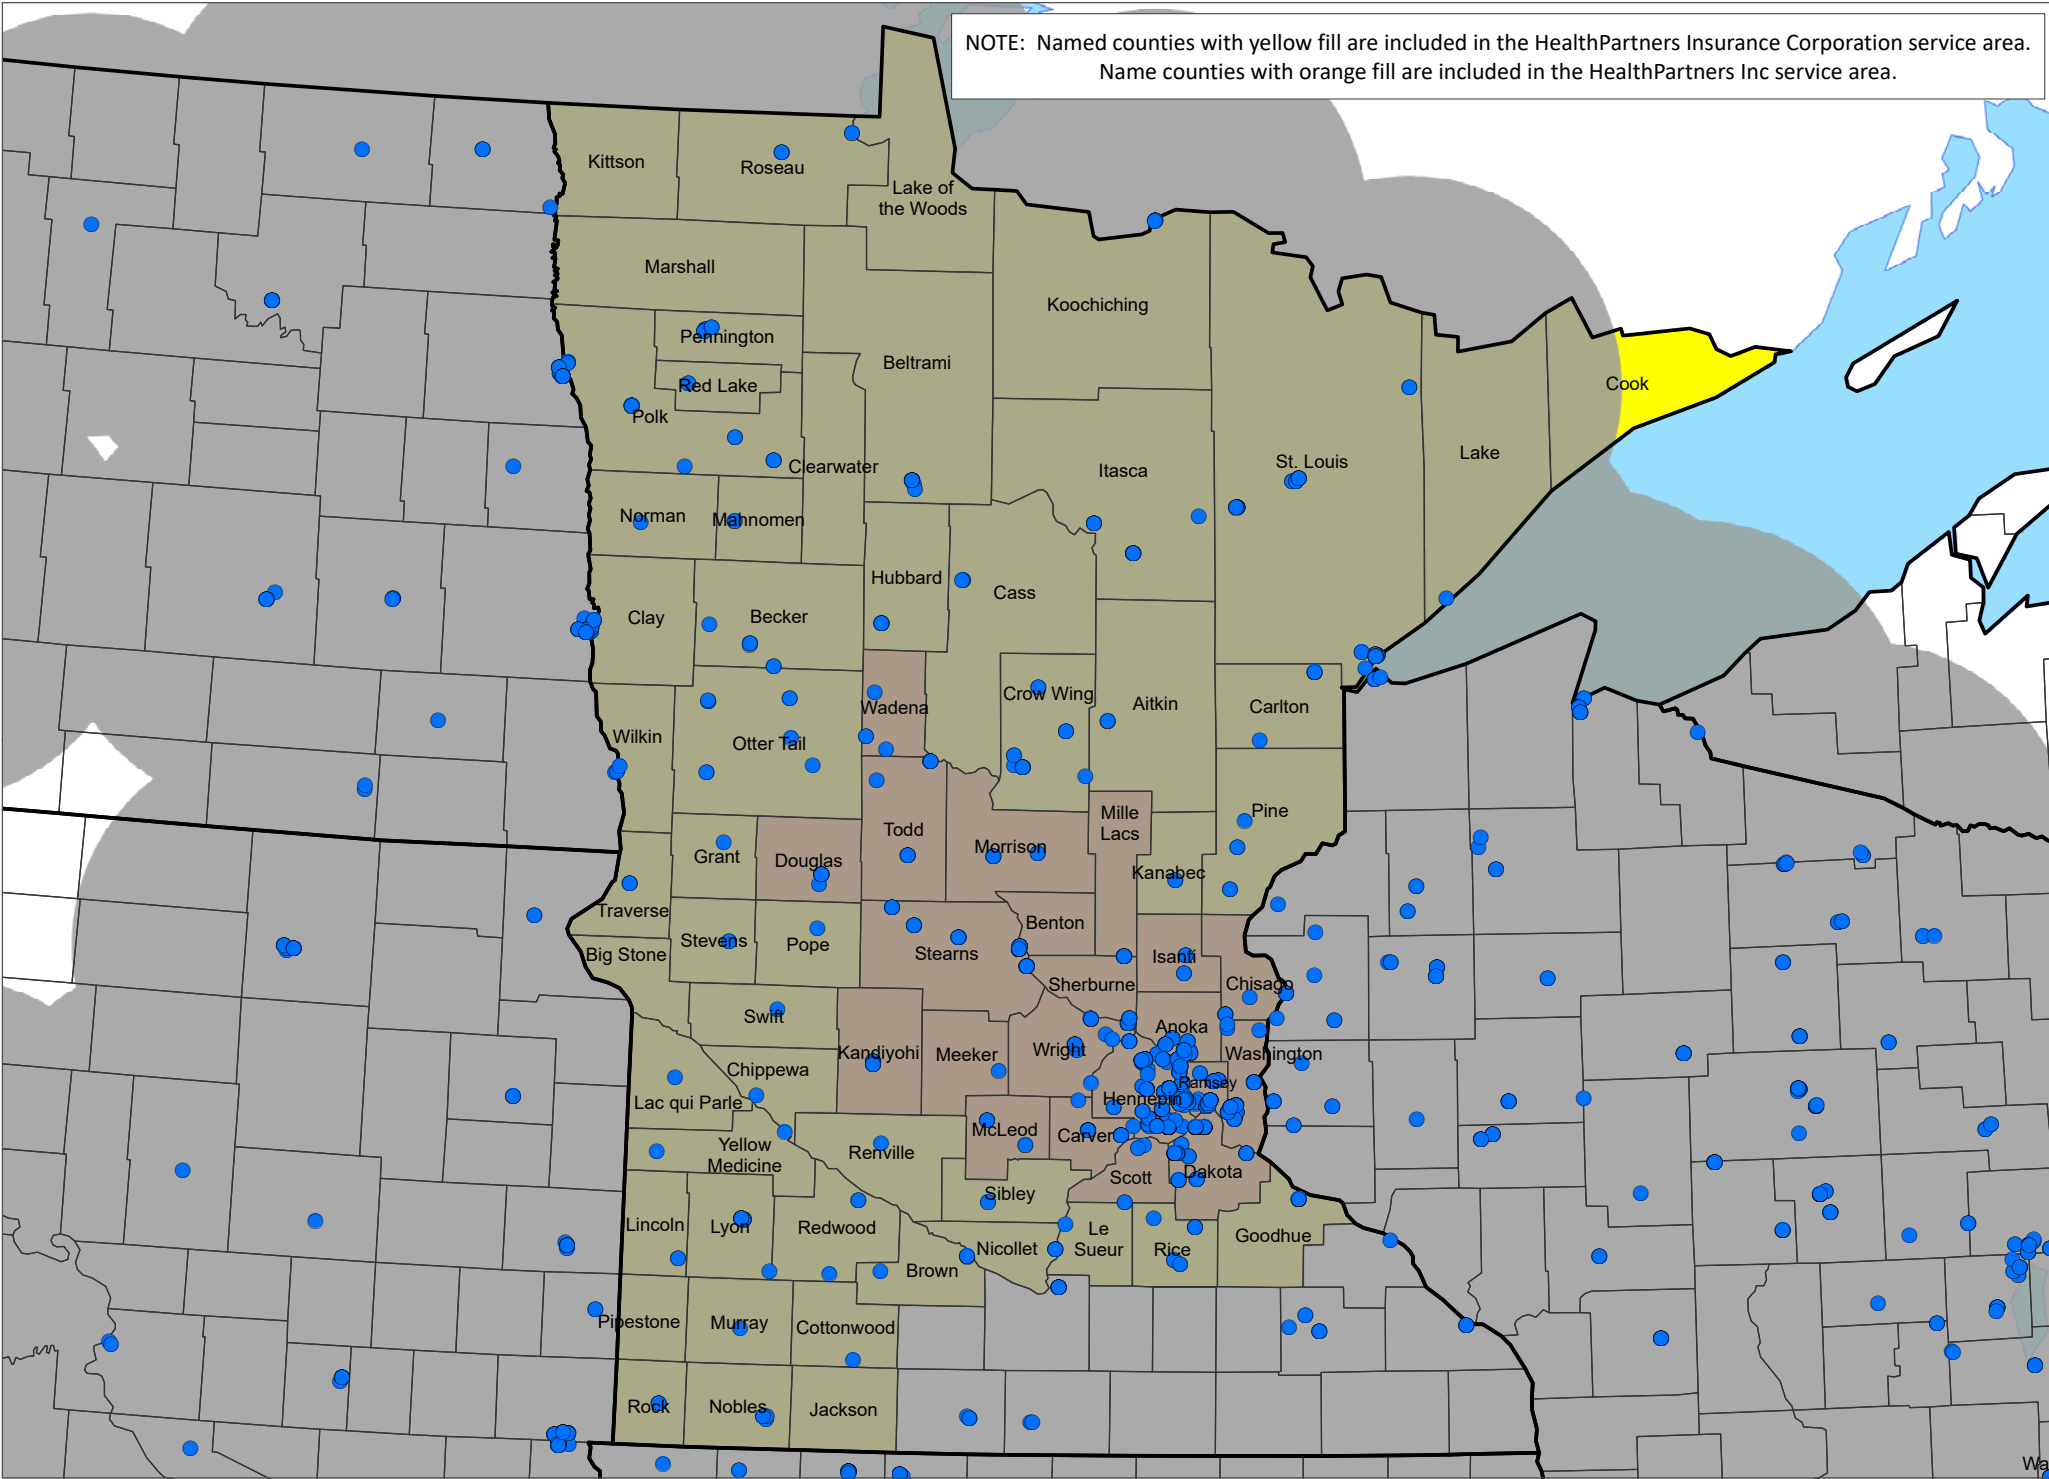 NOTE:  Named counties with yellow fill are included in the HealthPartners Insurance Corporation service area.
Name counties with orange fill are included in the HealthPartners Inc service area.
Kittson
Roseau
Lake of
the Woods
Marshall
Koochiching
Pennington
Beltrami
Red Lake
Cook
Polk
Clearwater
Itasca
St. Louis
Lake
Norman
Mahnomen
Hubbard
Cass
Clay
Becker
Crow Wing
Aitkin
Wadena
Carlton
Wilkin
Otter Tail
Mille
Lacs
Pine
Todd
Morrison
Grant
Douglas
Kanabec
Traverse
Benton
Stevens
Pope
Stearns
Isanti
Big Stone
Sherburne
Chisago
Swift
Anoka
Kandiyohi
Meeker
Wright
Washington
Chippewa
Ramsey
Lac qui Parle
Hennepin
McLeod
Carver
Yellow
Medicine
Renville
Scott
Dakota
Sibley
Lincoln
Lyon
Redwood
Le
Sueur
Rice
Goodhue
Nicollet
Brown
Pipestone
Murray
Cottonwood
Rock
Nobles
Jackson
Wa